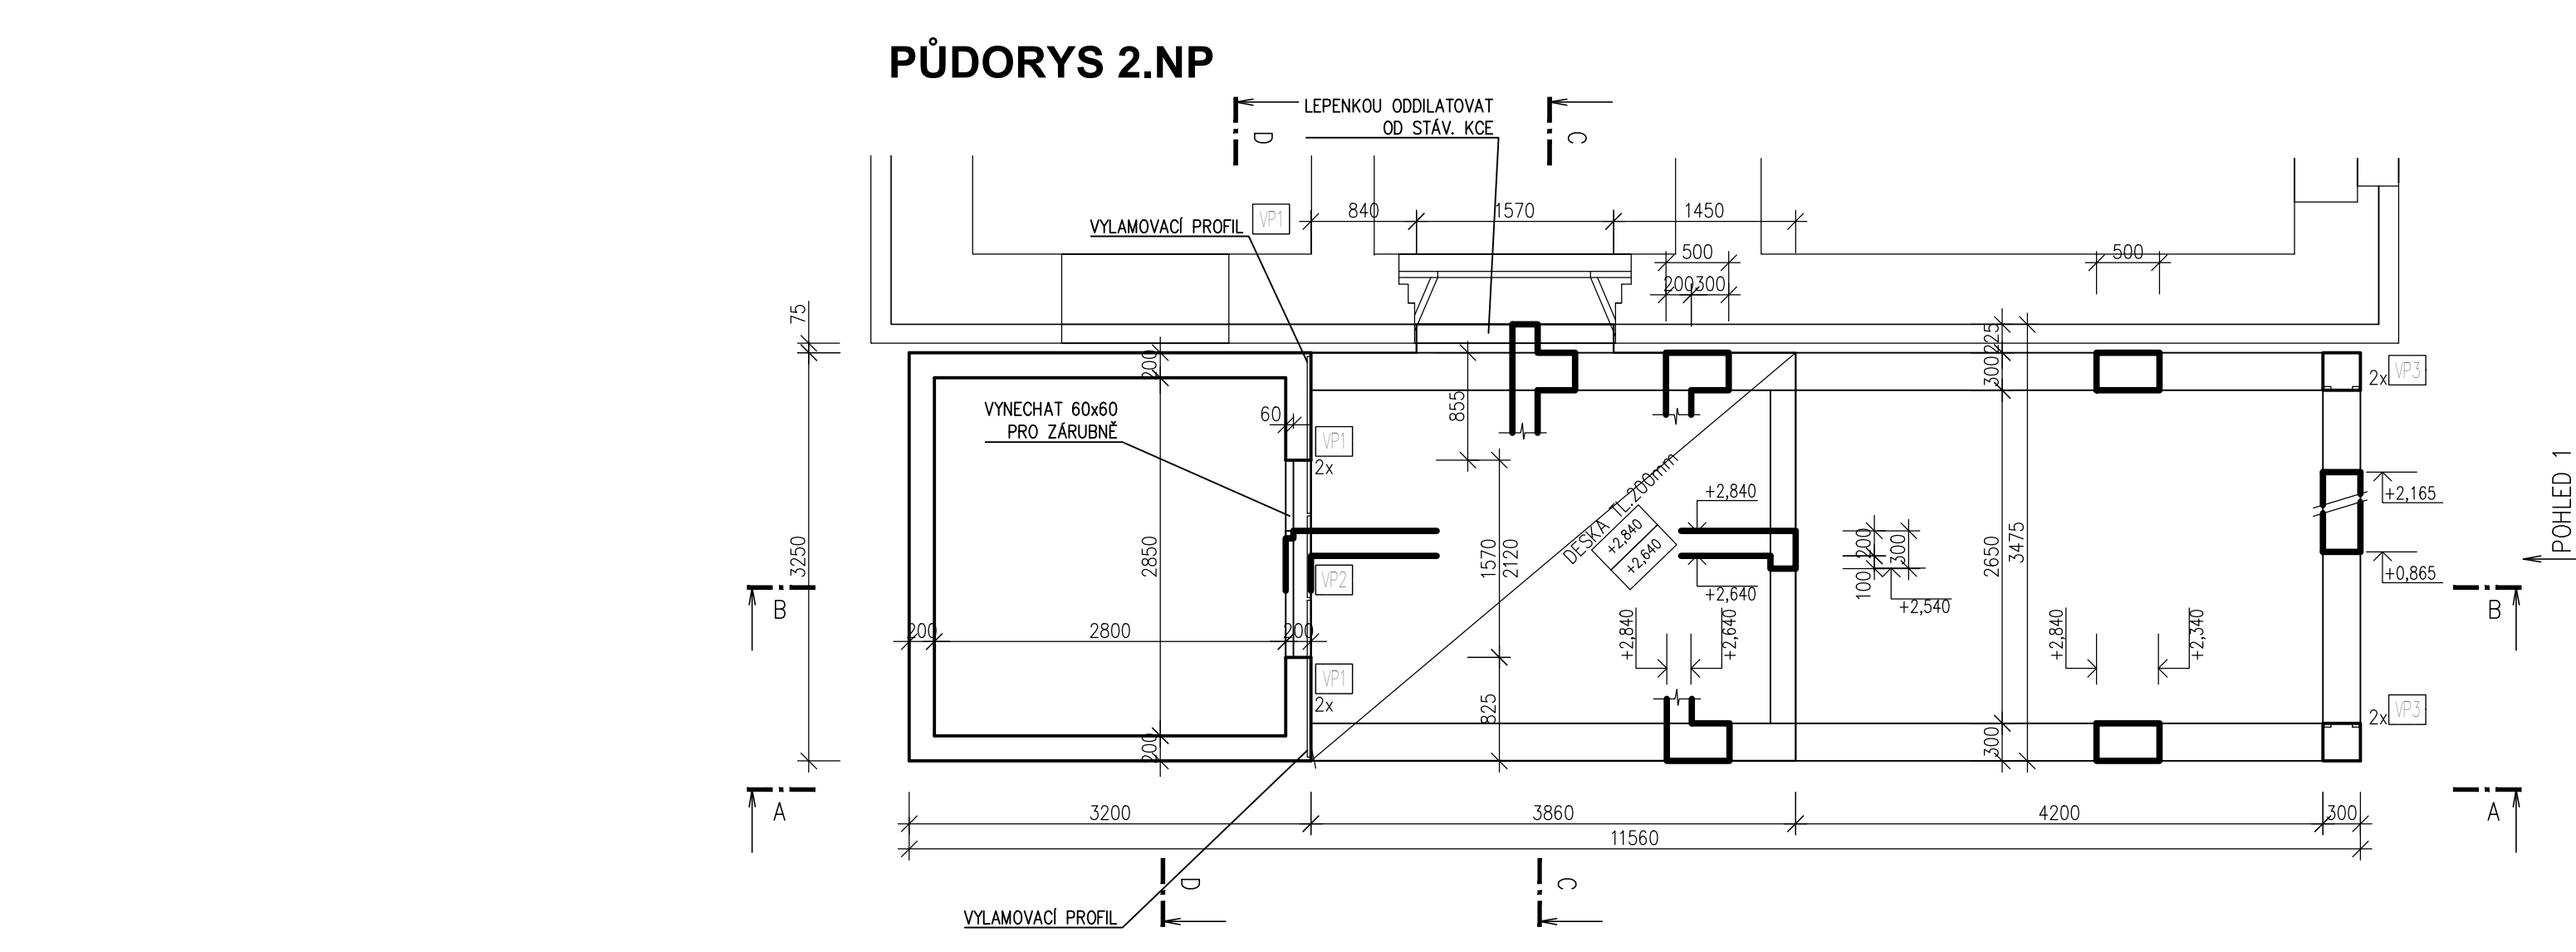 PŮDORYS 2.NP
LEPENKOU ODDILATOVAT
OD STÁV. KCE
D
C
VYLAMOVACÍ PROFIL
VP1
840
1570
1450
500
200
300
500
75
200
225
300
2x
VP3
855
VYNECHAT 60x60
PRO ZÁRUBNĚ
60
VP1
2x
DESKA TL.200mm
+2,840
+2,640
+2,840
+2,640
+2,165
+0,865
POHLED 1
3250
2850
1570
2120
200
300
100
+2,540
2650
3475
VP2
B
B
200
2800
200
+2,840
+2,640
+2,840
+2,340
VP1
2x
825
200
300
2x
VP3
A
A
3200
3860
4200
300
11560
D
C
VYLAMOVACÍ PROFIL